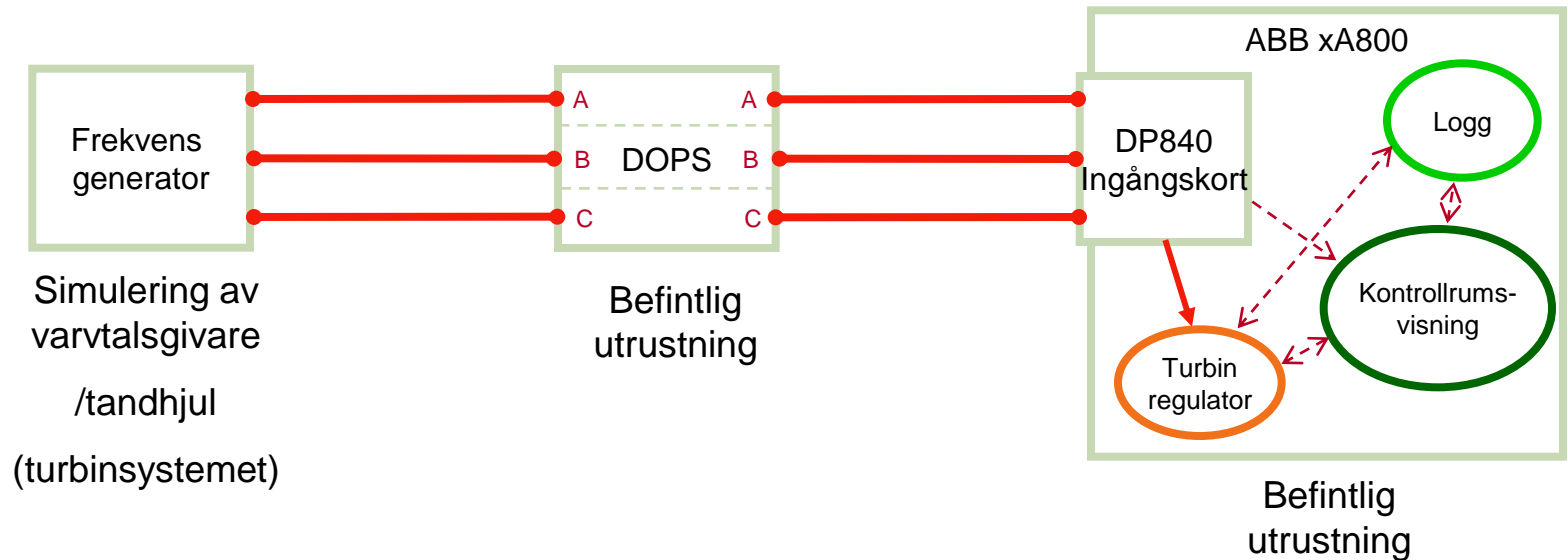 Frekvens
generator
Simulering av
varvtalsgivare
/tandhjul
(turbinsystemet)
A
B
C
DOPS
A
B
C
Befintlig
utrustning
ABB xA800
DP840
Ingångskort
Logg
Kontrollrums-
visning
Turbin
regulator
Befintlig
utrustning